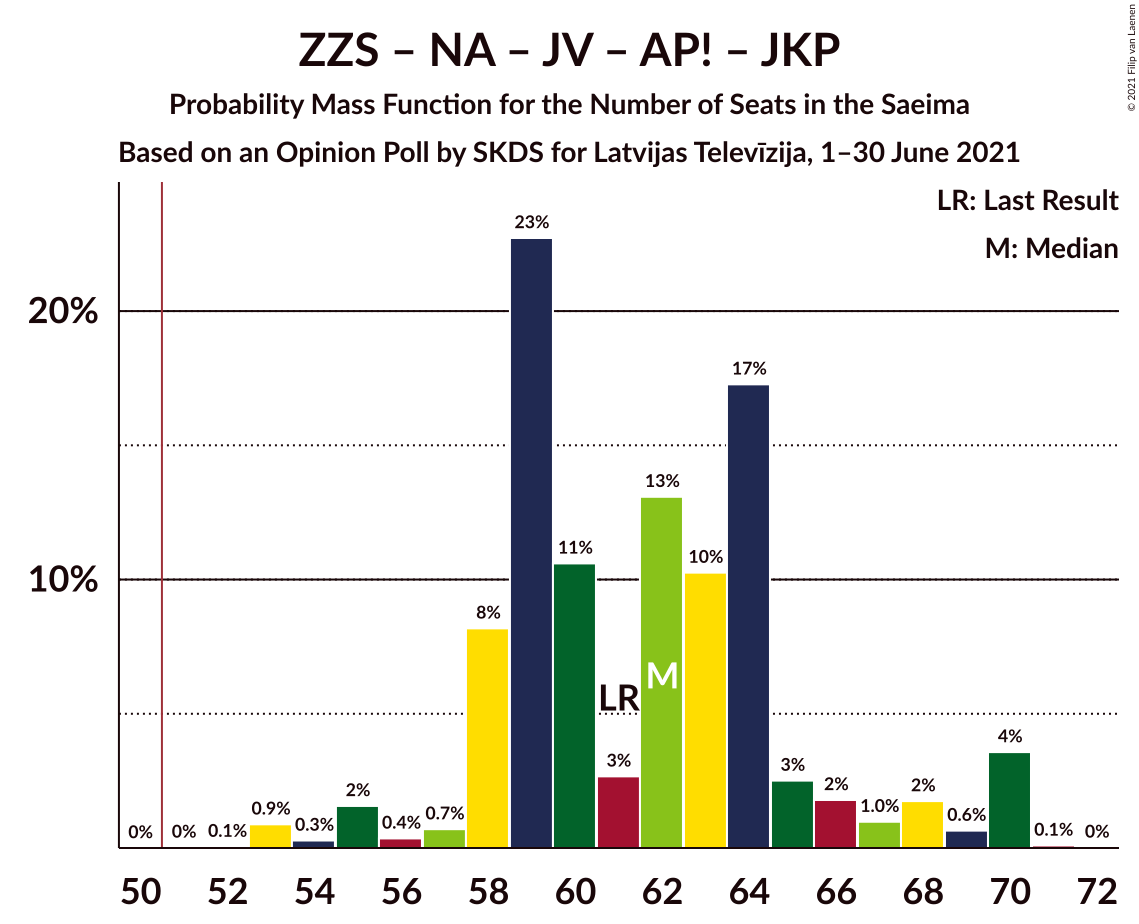 ZZS – NA – JV – AP! – JKP
Probability Mass Function for the Number of Seats in the Saeima
Based on an Opinion Poll by SKDS for Latvijas Televīzija, 1–30 June 2021
© 2021 Filip van Laenen
LR: Last Result
M: Median
20%
10%
0%
0%
0.1%
0.9%
0.3%
2%
0.4%
0.7%
8%
23%
11%
3%
13%
10%
17%
3%
2%
1.0%
2%
0.6%
4%
0.1%
0%
LR
M
50 52 54 56 58 60 62 64 66 68 70 72